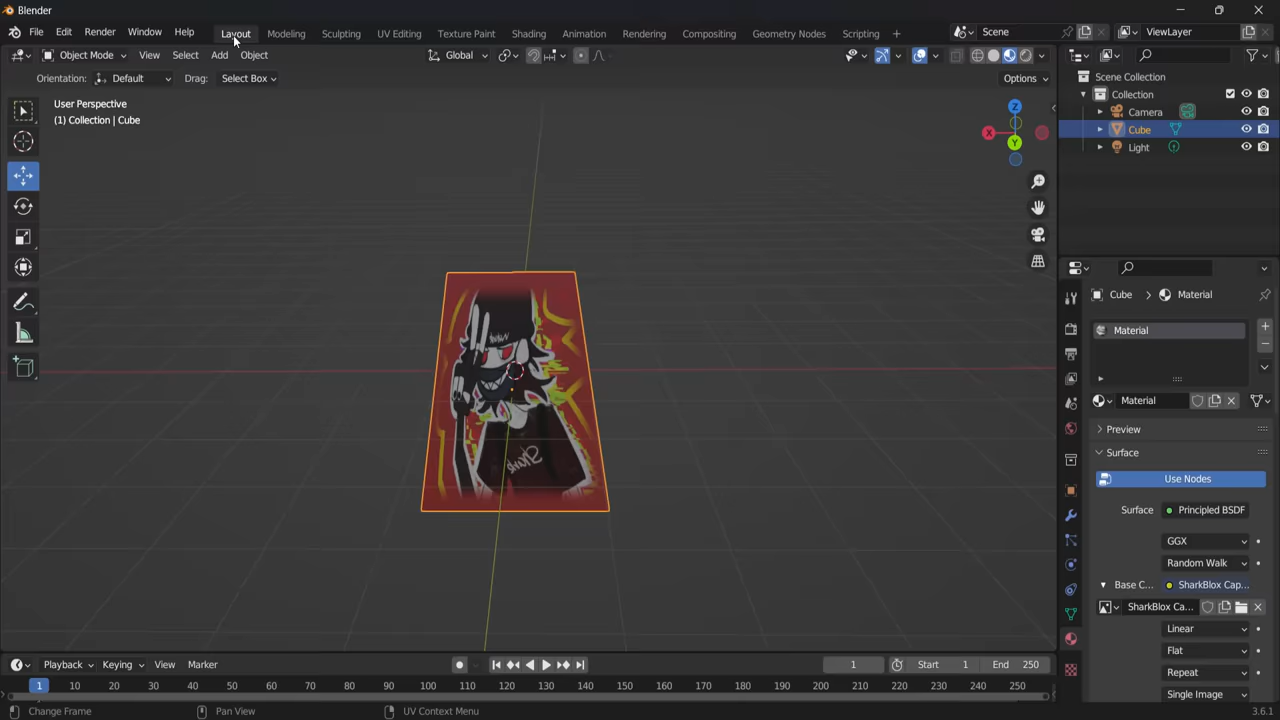 Blender
File Edit Render Window Help Layout Modeling Sculpting UV Editing Texture Paint Shading Animation Rendering Compositing Geometry Nodes Scripting + Scene ViewLayer
Object Mode View Select Add Object Global
Orientation: Default Drag: Select Box Options
User Perspective
(1) Collection | Cube
Z
X
Y
Scene Collection
Collection
Camera
Cube
Light
Cube > Material
Material
Material
Preview
Surface
Use Nodes
Surface Principled BSDF
GGX
Random Walk
Base C... SharkBlox Cap...
SharkBlox Ca...
Linear
Flat
Repeat
Single Image
Playback Keying View Marker 1 Start 1 End 250
1 10 20 30 40 50 60 70 80 90 100 110 120 130 140 150 160 170 180 190 200 210 220 230 240 250
Change Frame Pan View UV Context Menu 3.6.1